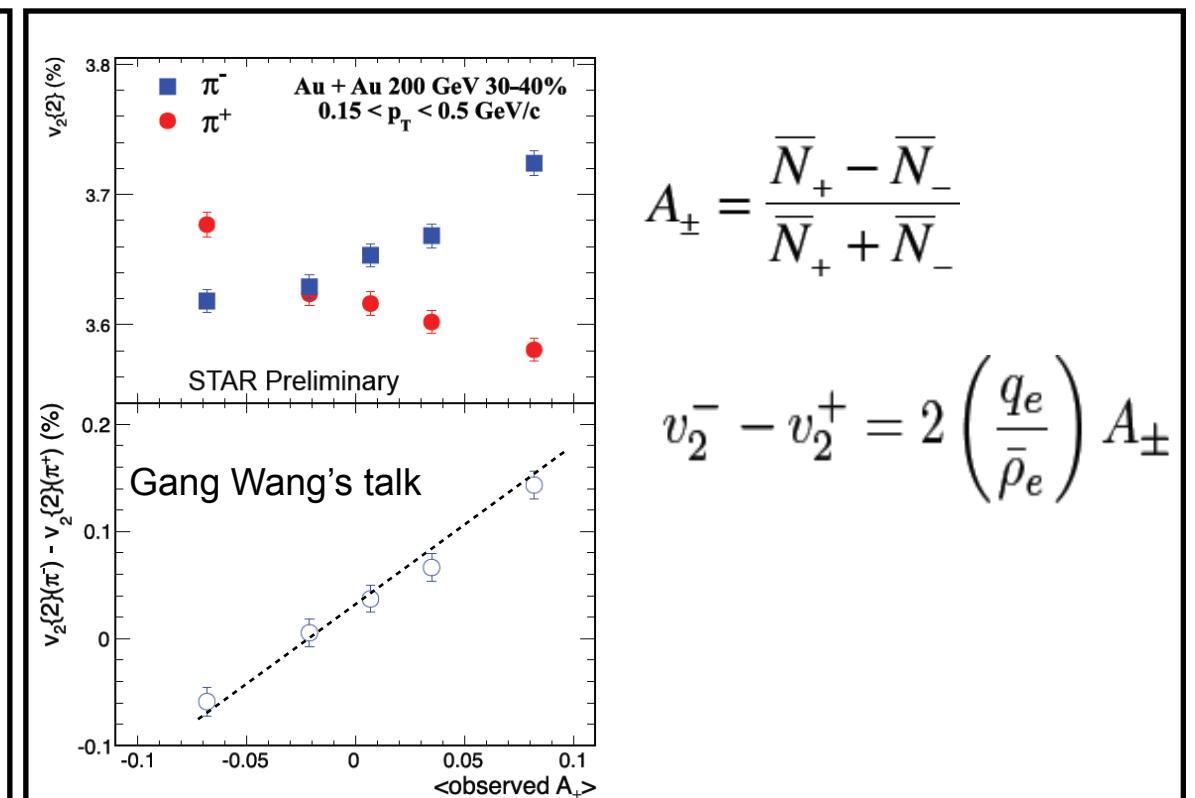 v₂{2} (%)
3.8
3.7
3.6
π⁻
π⁺
Au + Au 200 GeV 30-40%
0.15 < p_T < 0.5 GeV/c
STAR Preliminary
v₂{2}(π⁻) - v₂{2}(π⁺) (%)
0.2
0.1
0
-0.1
Gang Wang's talk
-0.1 -0.05 0 0.05 0.1
<observed A±>
A± = (N̅₊ − N̅₋) / (N̅₊ + N̅₋)
v₂⁻ − v₂⁺ = 2 (qₑ / ρ̄ₑ) A±